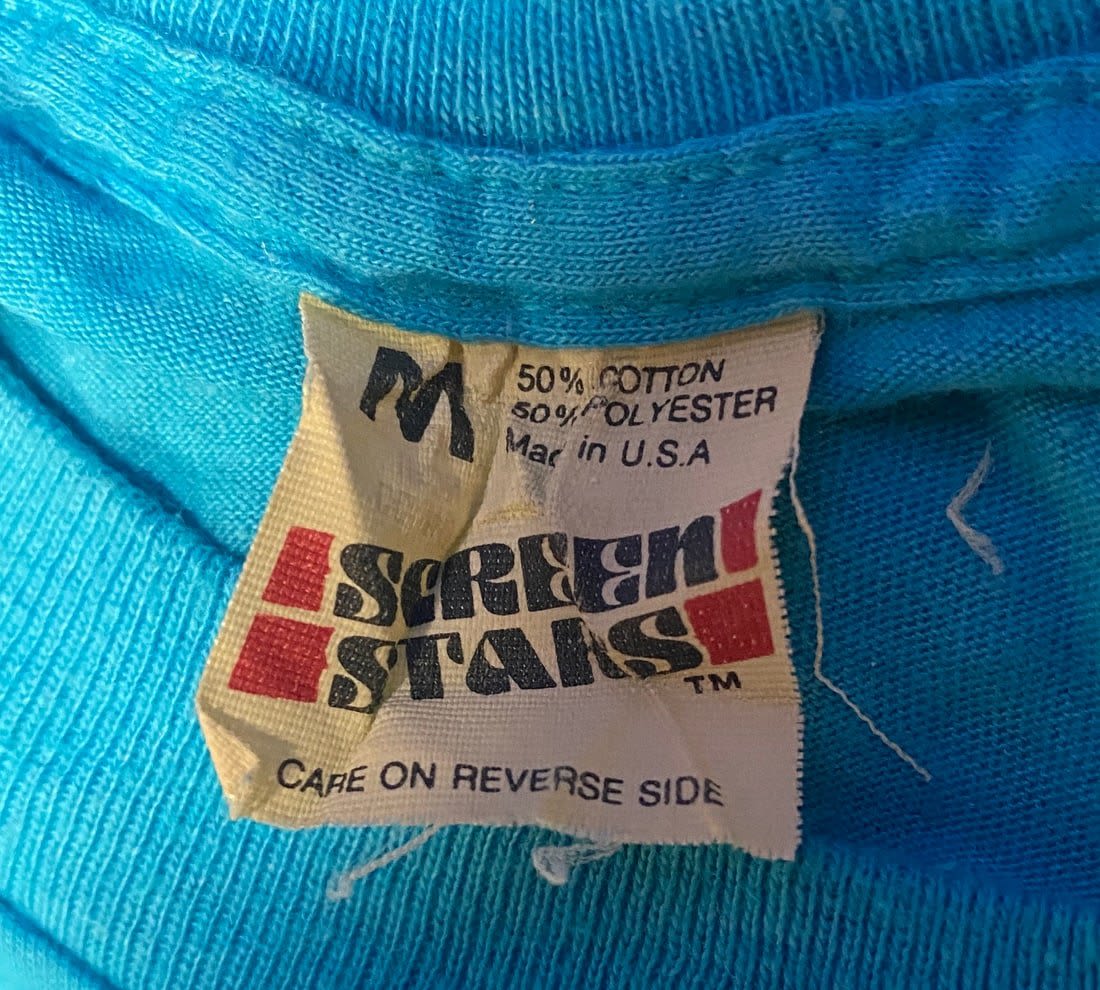 M
50% COTTON
50% POLYESTER
Made in U.S.A
SCREEN
STARS
TM
CARE ON REVERSE SIDE